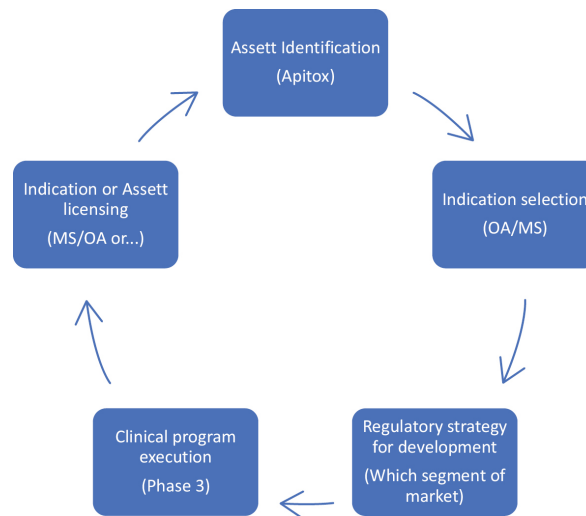 Assett Identification
(Apitox)
Indication selection
(OA/MS)
Regulatory strategy
for development
(Which segment of
market)
Clinical program
execution
(Phase 3)
Indication or Assett
licensing
(MS/OA or...)